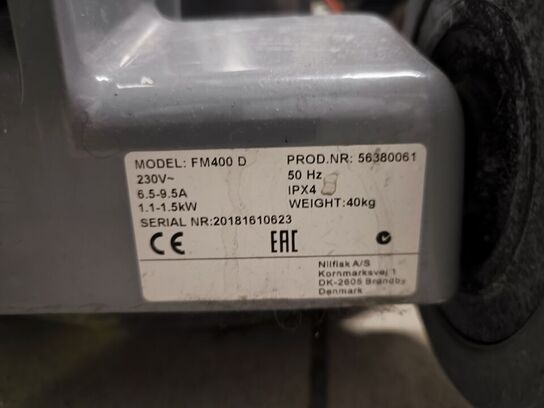 MODEL: FM400 D PROD.NR: 56380061
230V~ 50 Hz
6.5-9.5A IPX4
1.1-1.5kW WEIGHT:40kg
SERIAL NR:20181610623
CE EAC
Nilfisk A/S
Kornmarksvej 1
DK-2605 Brøndby
Denmark